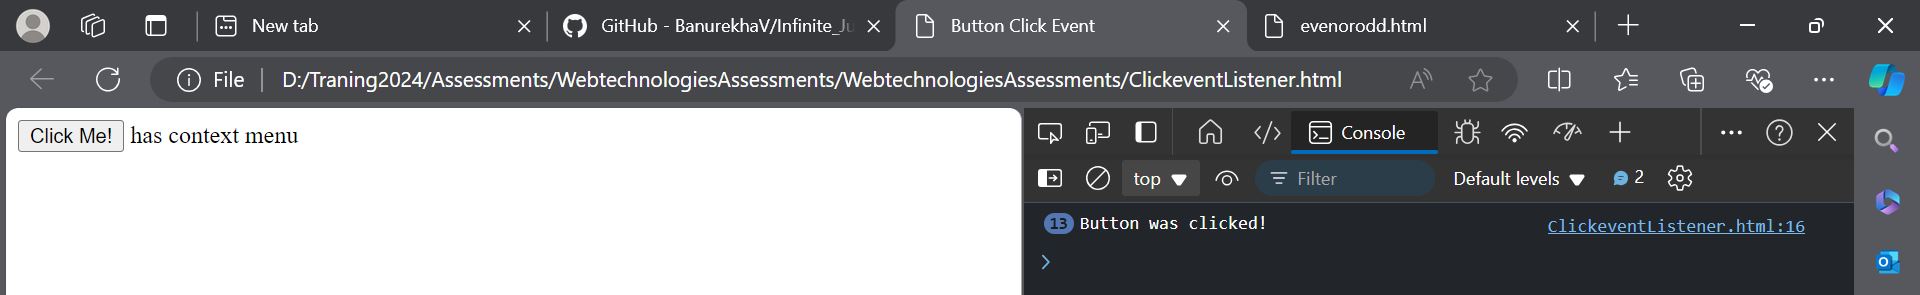 New tab
GitHub - BanurekhaV/Infinite_Ju
Button Click Event
evenorodd.html
File
D:/Traning2024/Assessments/WebtechnologiesAssessments/WebtechnologiesAssessments/ClickeventListener.html
Click Me! has context menu
Console
top
Filter
Default levels
2
13 Button was clicked!
ClickeventListener.html:16